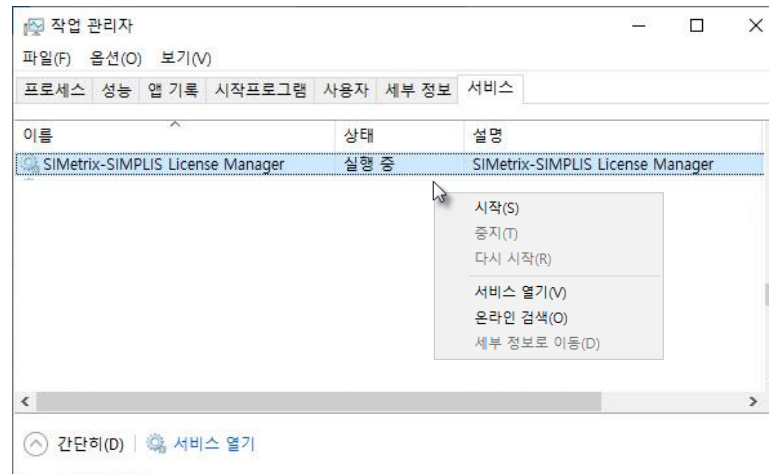 작업 관리자
파일(F) 옵션(O) 보기(V)
프로세스 성능 앱 기록 시작프로그램 사용자 세부 정보 서비스
이름 상태 설명
SIMetrix-SIMPLIS License Manager 실행 중 SIMetrix-SIMPLIS License Manager
시작(S)
중지(T)
다시 시작(R)
서비스 열기(V)
온라인 검색(O)
세부 정보로 이동(D)
간단히(D) 서비스 열기